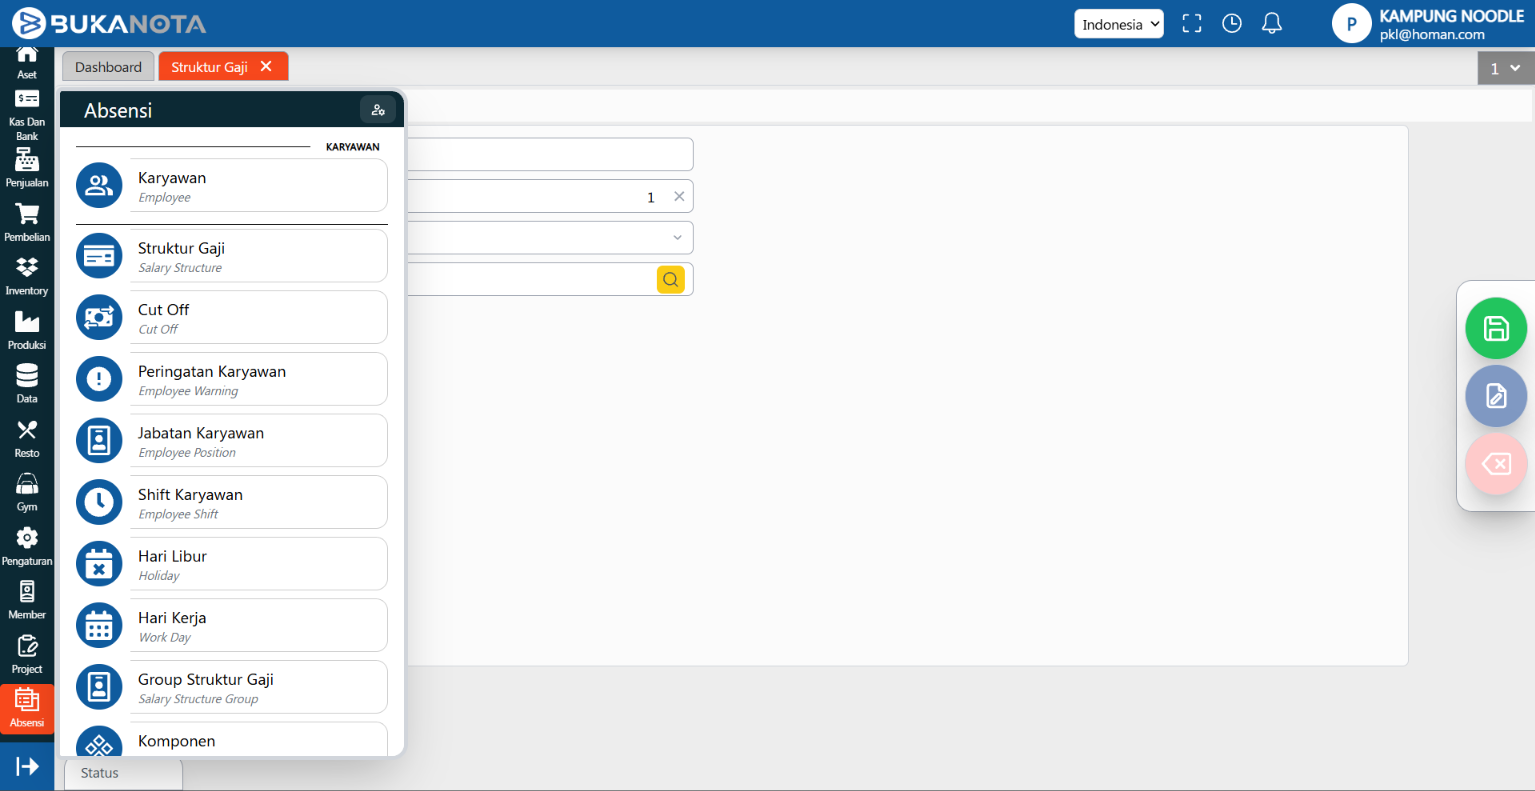 BUKANOTA
Indonesia
P
KAMPUNG NOODLE
pkl@homan.com
Aset
Kas Dan
Bank
Penjualan
Pembelian
Inventory
Produksi
Data
Resto
Gym
Pengaturan
Member
Project
Absensi
Dashboard
Struktur Gaji
1
Absensi
KARYAWAN
Karyawan
Employee
Struktur Gaji
Salary Structure
Cut Off
Cut Off
Peringatan Karyawan
Employee Warning
Jabatan Karyawan
Employee Position
Shift Karyawan
Employee Shift
Hari Libur
Holiday
Hari Kerja
Work Day
Group Struktur Gaji
Salary Structure Group
Komponen
1
Status